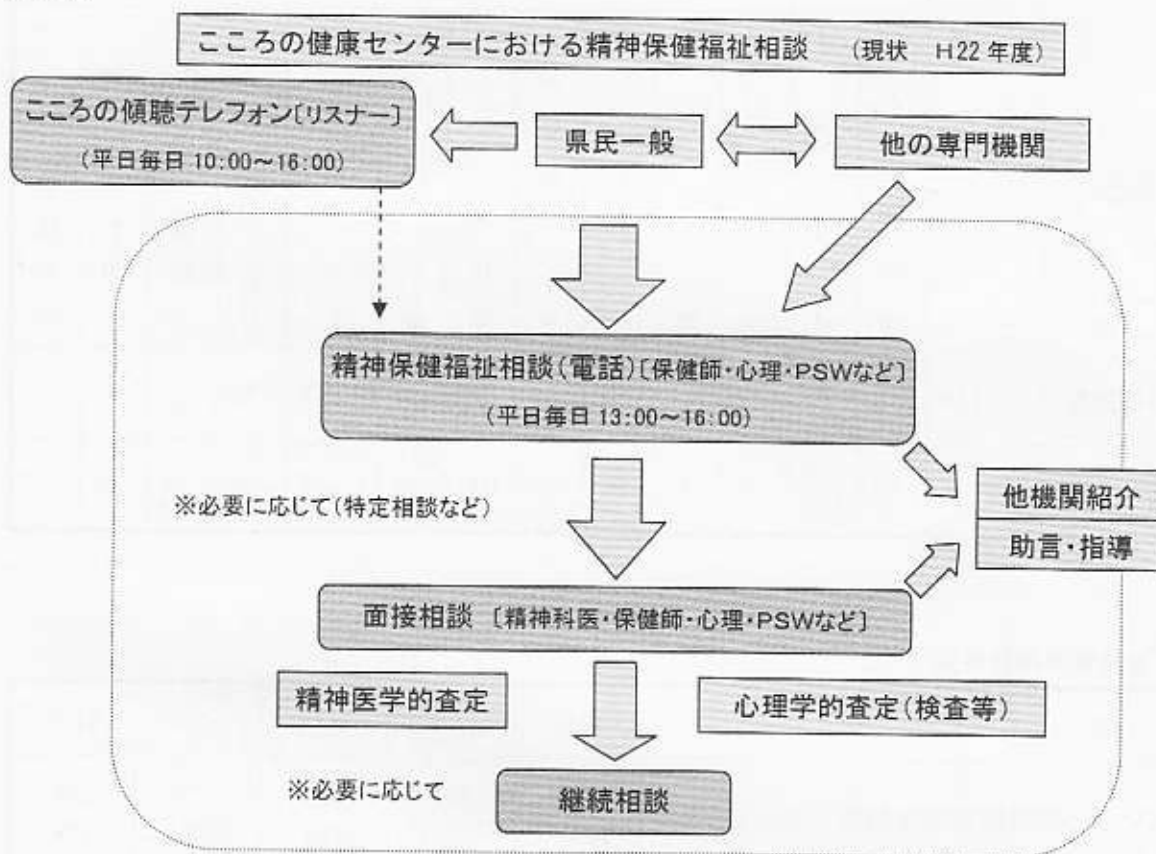 こころの健康センターにおける精神保健福祉相談 (現状 H22年度)
こころの傾聴テレフォン[リスナー]
(平日毎日 10:00～16:00)
県民一般
他の専門機関
精神保健福祉相談(電話)[保健師・心理・PSWなど]
(平日毎日 13:00～16:00)
※必要に応じて(特定相談など)
他機関紹介
助言・指導
面接相談 [精神科医・保健師・心理・PSWなど]
精神医学的査定
心理学的査定(検査等)
※必要に応じて
継続相談